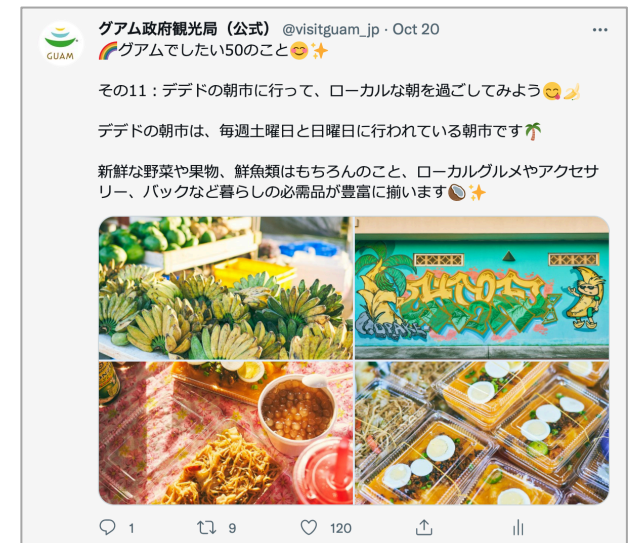 グアム政府観光局（公式） @visitguam_jp · Oct 20
🌈グアムでしたい50のこと😋✨
その11：デデドの朝市に行って、ローカルな朝を過ごしてみよう😋🍌
デデドの朝市は、毎週土曜日と日曜日に行われている朝市です🌴
新鮮な野菜や果物、鮮魚類はもちろんのこと、ローカルグルメやアクセサ
リー、バックなど暮らしの必需品が豊富に揃います🥥✨
GUAM
1 9 120